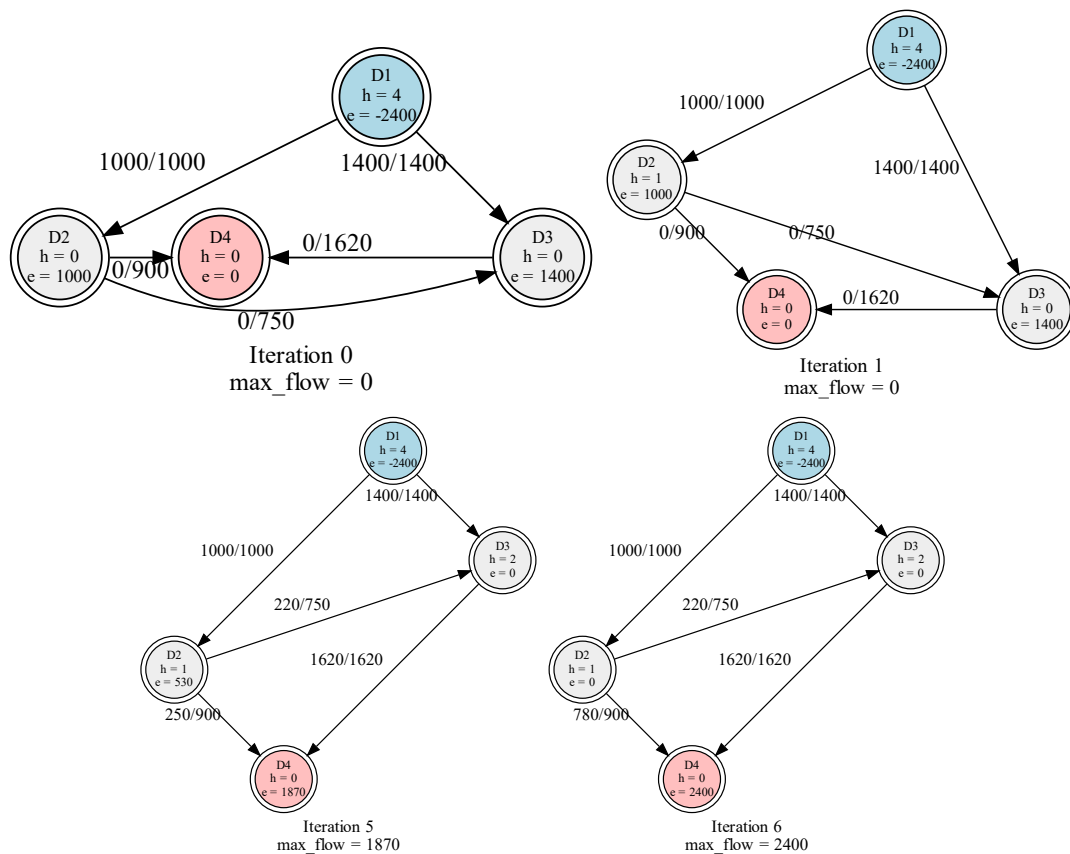 D1
h = 4
e = -2400
1000/1000
1400/1400
D2
h = 0
e = 1000
D4
h = 0
e = 0
D3
h = 0
e = 1400
0/900
0/1620
0/750
Iteration 0
max_flow = 0
D1
h = 4
e = -2400
1000/1000
1400/1400
D2
h = 1
e = 1000
0/900
0/750
D4
h = 0
e = 0
0/1620
D3
h = 0
e = 1400
Iteration 1
max_flow = 0
D1
h = 4
e = -2400
1400/1400
1000/1000
D3
h = 2
e = 0
220/750
D2
h = 1
e = 530
1620/1620
250/900
D4
h = 0
e = 1870
Iteration 5
max_flow = 1870
D1
h = 4
e = -2400
1400/1400
1000/1000
D3
h = 2
e = 0
220/750
D2
h = 1
e = 0
1620/1620
780/900
D4
h = 0
e = 2400
Iteration 6
max_flow = 2400